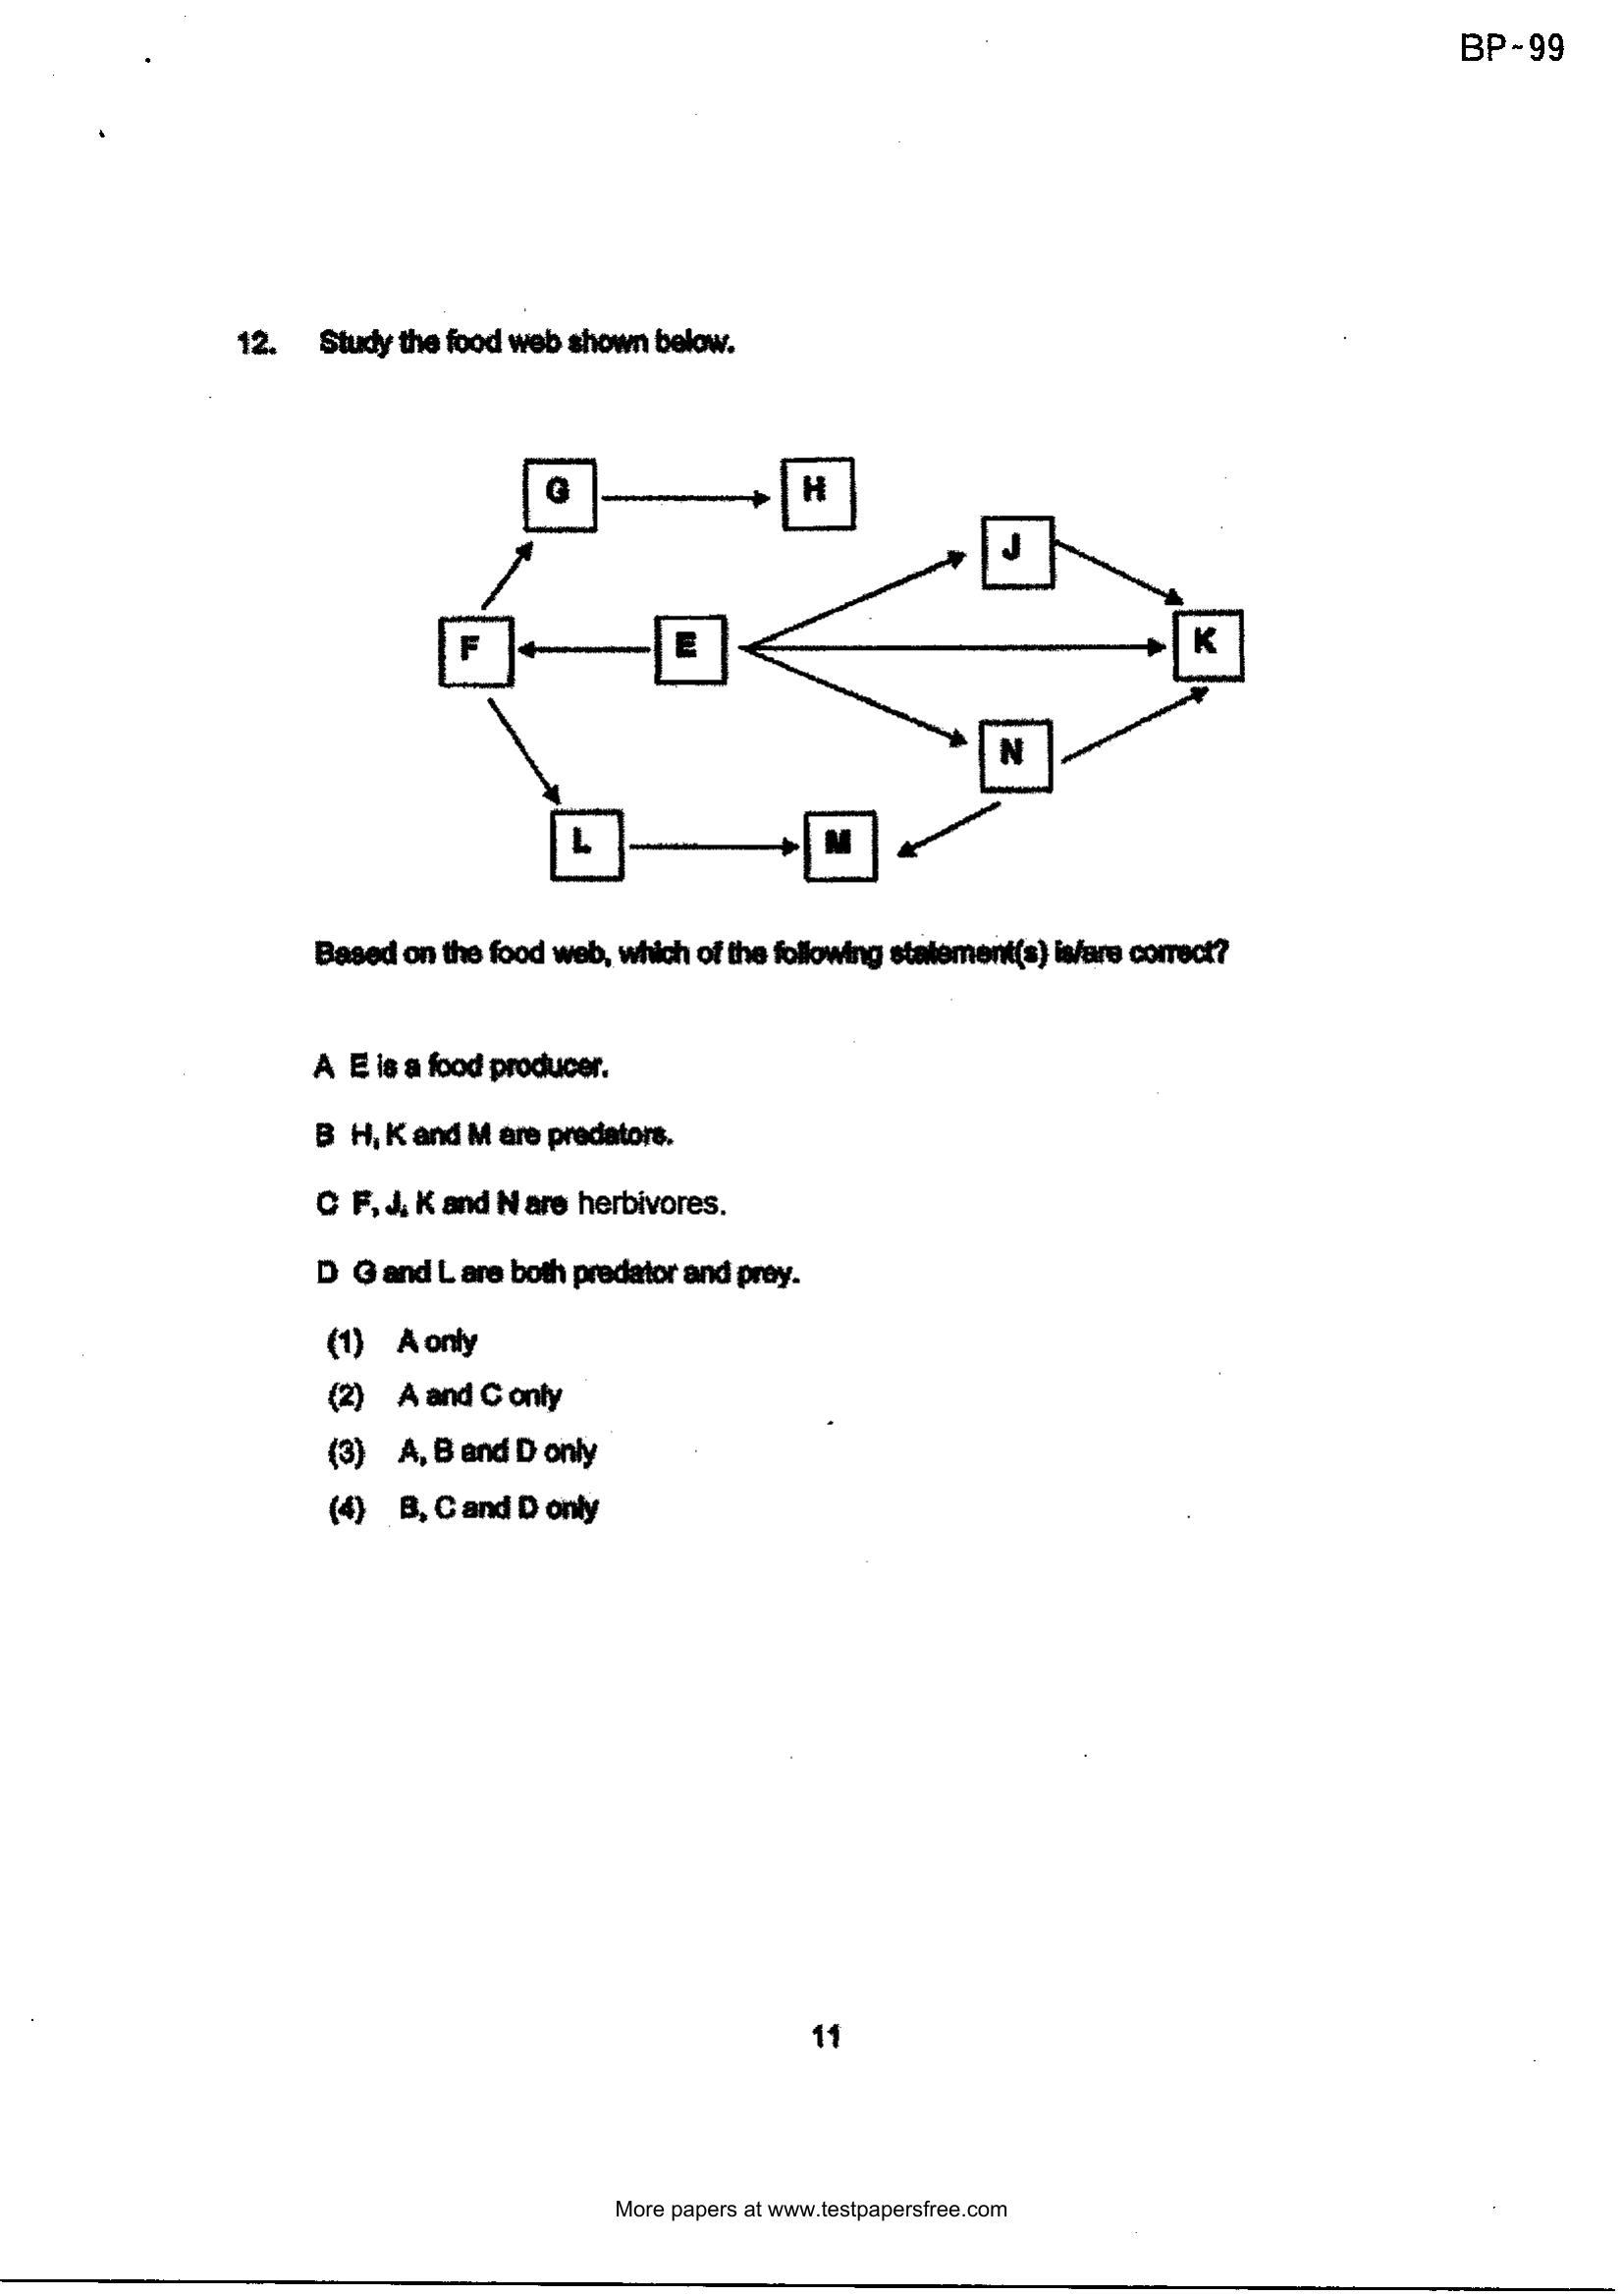 BP-99
12. Study the food web shown below.
G
H
J
F
E
K
N
L
M
Based on the food web, which of the following statement(s) is/are correct?
A E is a food producer.
B H, K and M are predators.
C F, J, K and N are herbivores.
D G and L are both predator and prey.
(1) A only
(2) A and C only
(3) A, B and D only
(4) B, C and D only
11
More papers at www.testpapersfree.com